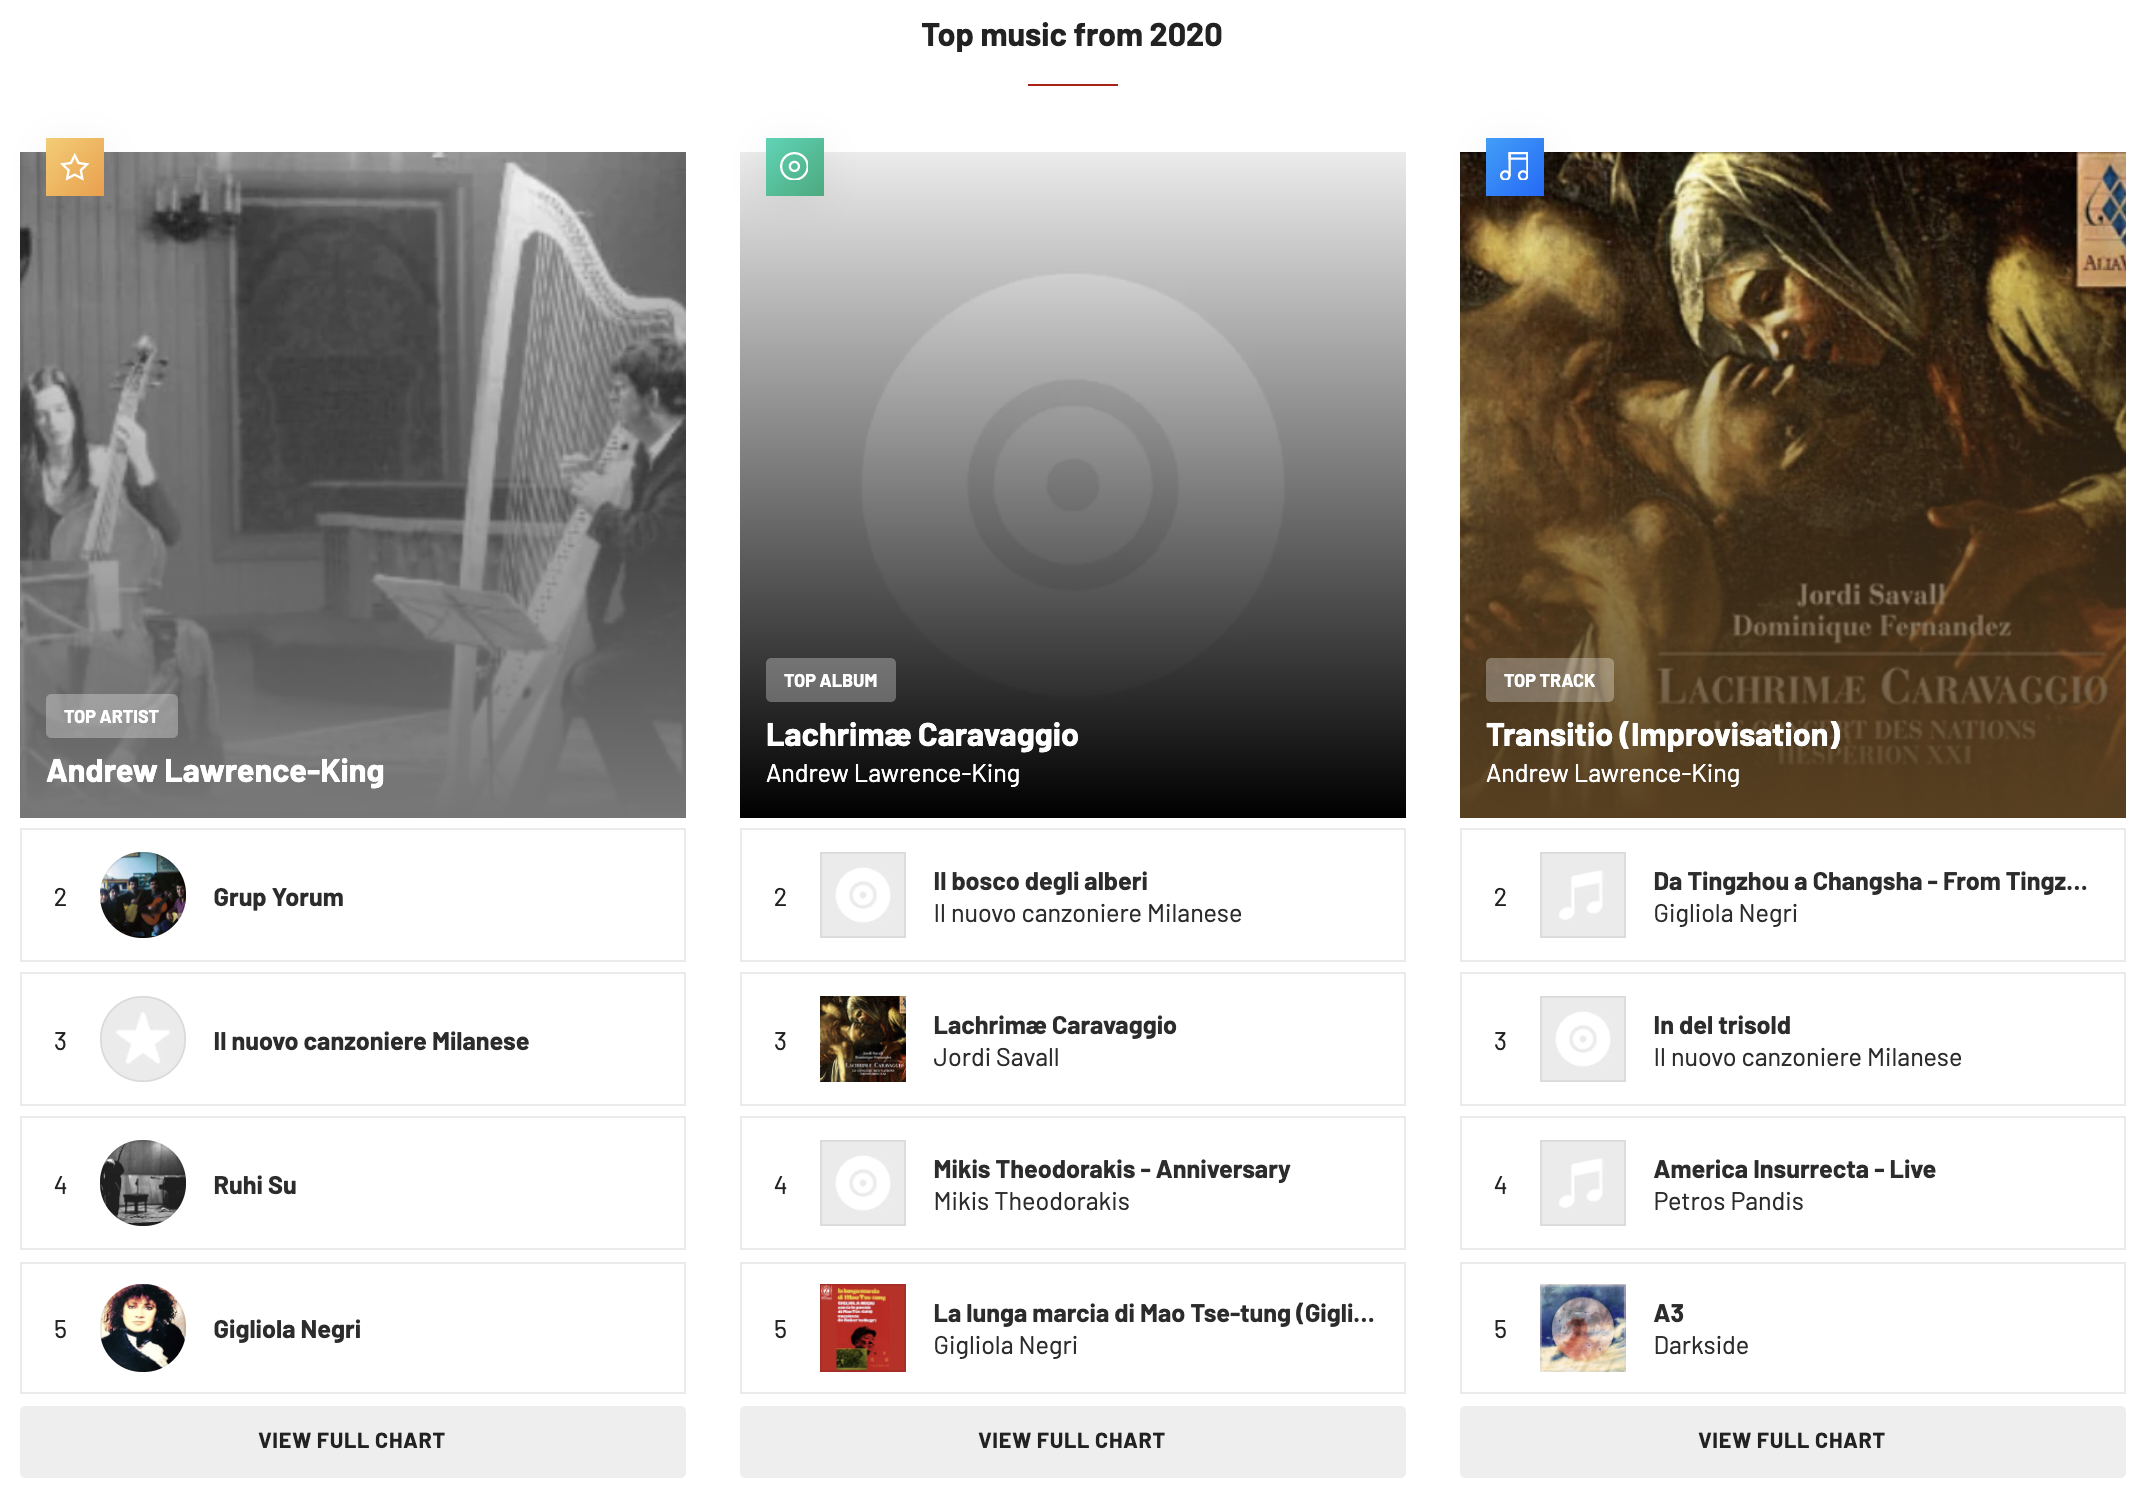 Top music from 2020
TOP ARTIST
Andrew Lawrence-King
2
Grup Yorum
3
Il nuovo canzoniere Milanese
4
Ruhi Su
5
Gigliola Negri
VIEW FULL CHART
TOP ALBUM
Lachrimæ Caravaggio
Andrew Lawrence-King
2
Il bosco degli alberi
Il nuovo canzoniere Milanese
3
Lachrimæ Caravaggio
Jordi Savall
4
Mikis Theodorakis - Anniversary
Mikis Theodorakis
5
La lunga marcia di Mao Tse-tung (Gigli...
Gigliola Negri
VIEW FULL CHART
Jordi Savall
Dominique Fernandez
LACHRIMÆ CARAVAGGIO
DES NATIONS
HESPÈRION XXI
TOP TRACK
Transitio (Improvisation)
Andrew Lawrence-King
2
Da Tingzhou a Changsha - From Tingz...
Gigliola Negri
3
In del trisold
Il nuovo canzoniere Milanese
4
America Insurrecta - Live
Petros Pandis
5
A3
Darkside
VIEW FULL CHART